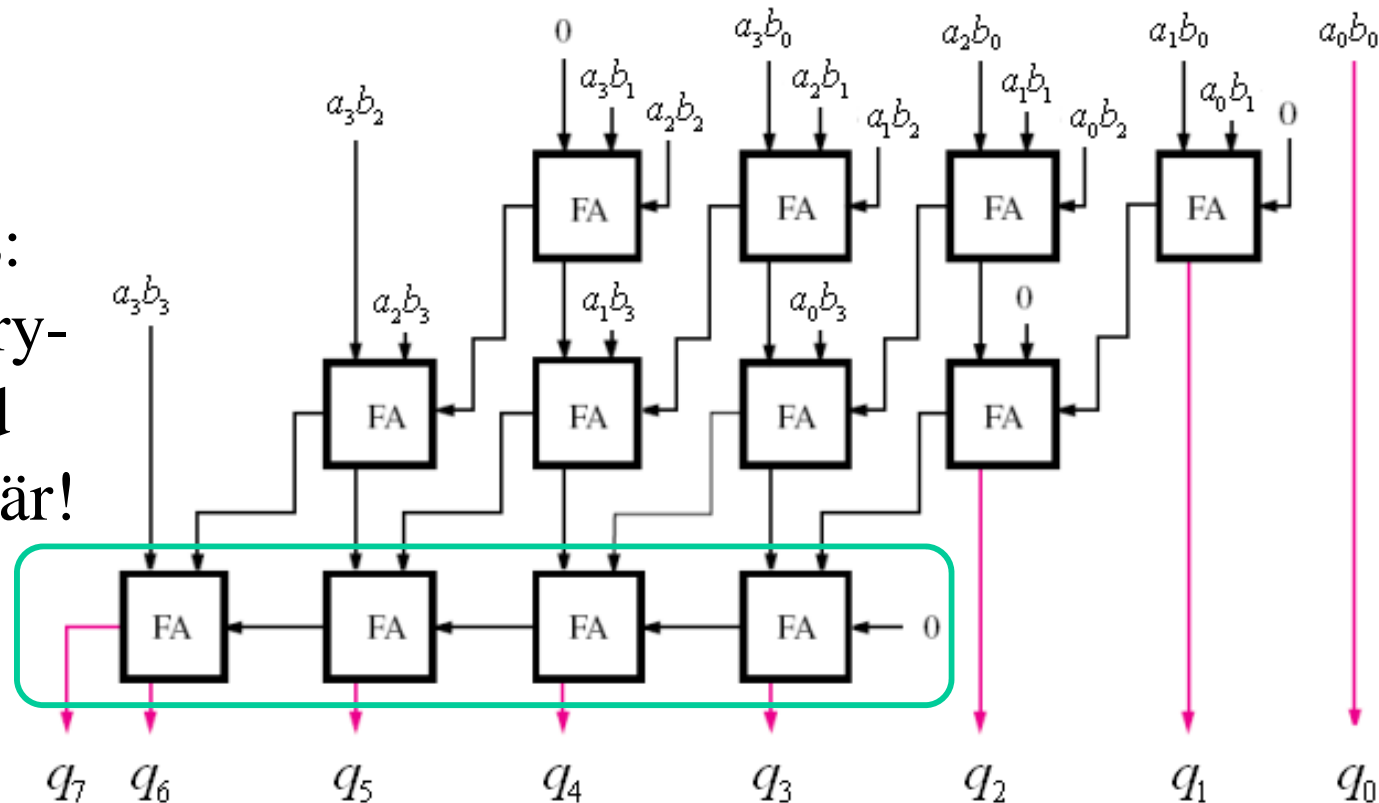 0 a₃b₀ a₂b₀ a₁b₀ a₀b₀
a₃b₂ a₃b₁ a₂b₂ a₂b₁ a₁b₂ a₁b₁ a₀b₂ a₀b₁ 0
FA FA FA FA
:
a₃b₃ a₂b₃ a₁b₃ a₀b₃ 0
ry-
FA FA FA FA
är!
FA FA FA FA 0
q₇ q₆ q₅ q₄ q₃ q₂ q₁ q₀